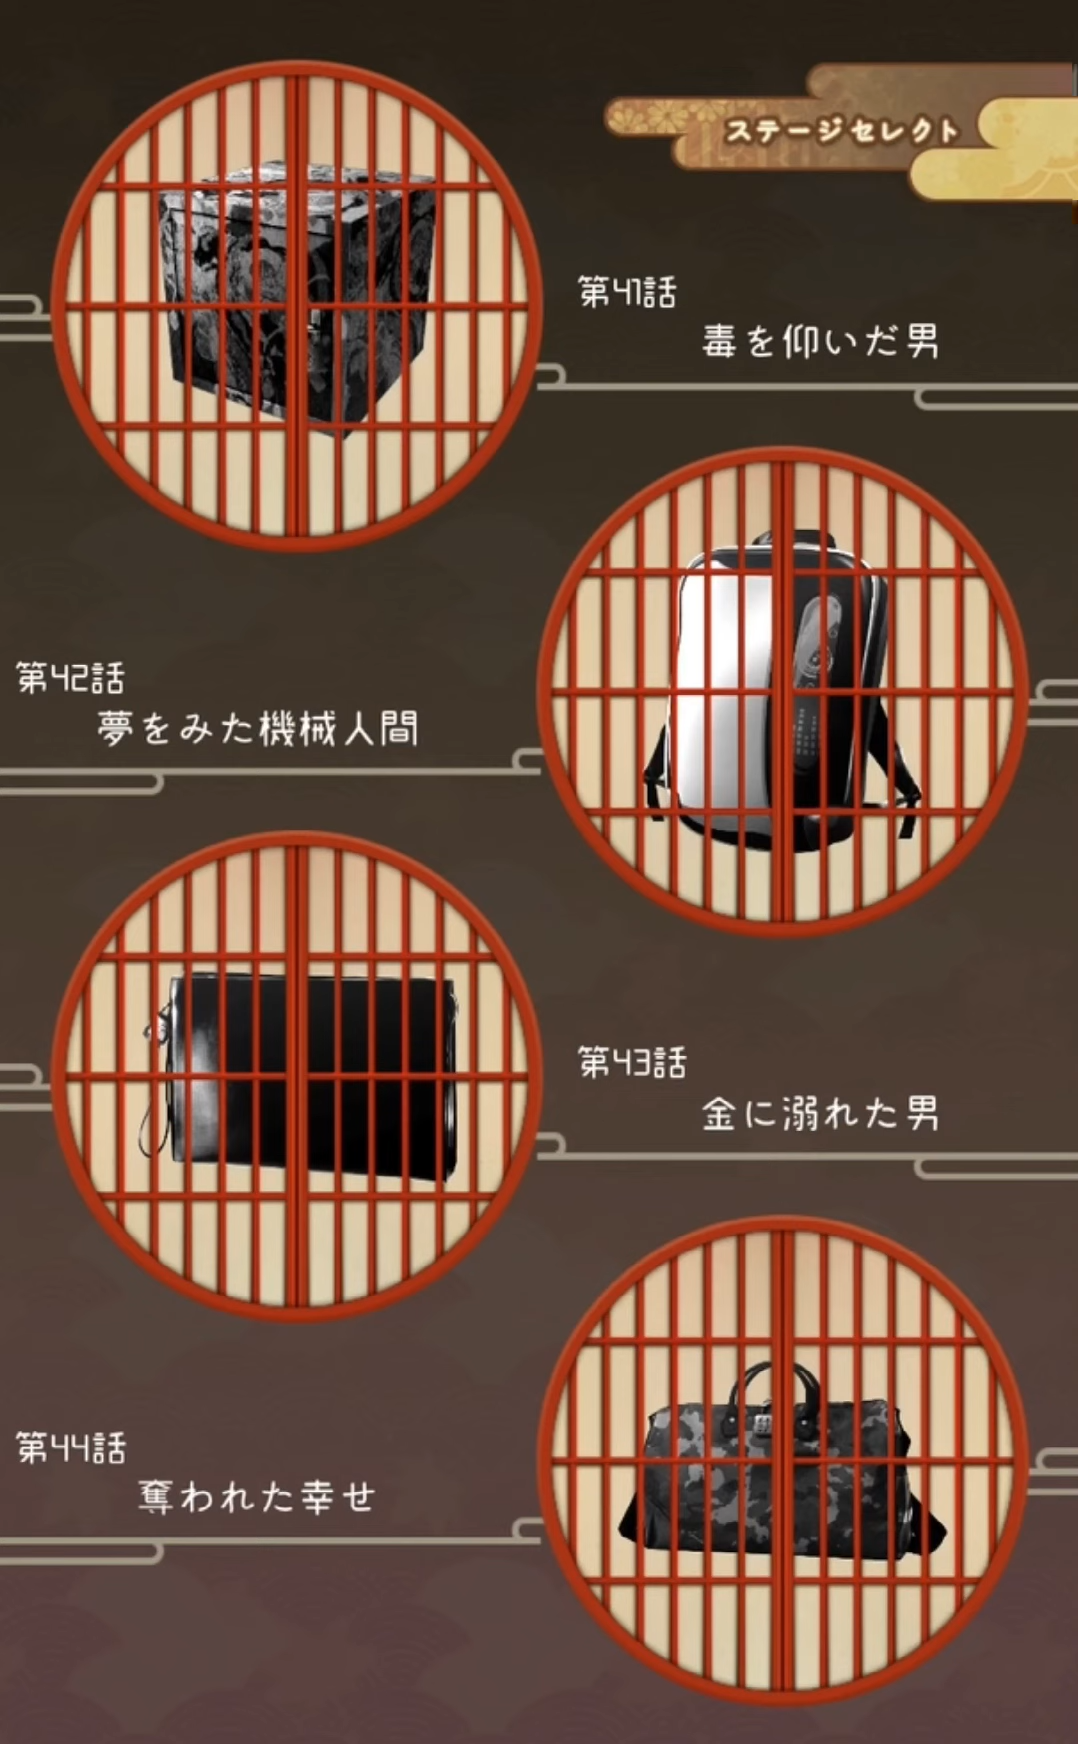 ステージセレクト
第41話
毒を仰いだ男
第42話
夢をみた機械人間
第43話
金に溺れた男
第44話
奪われた幸せ